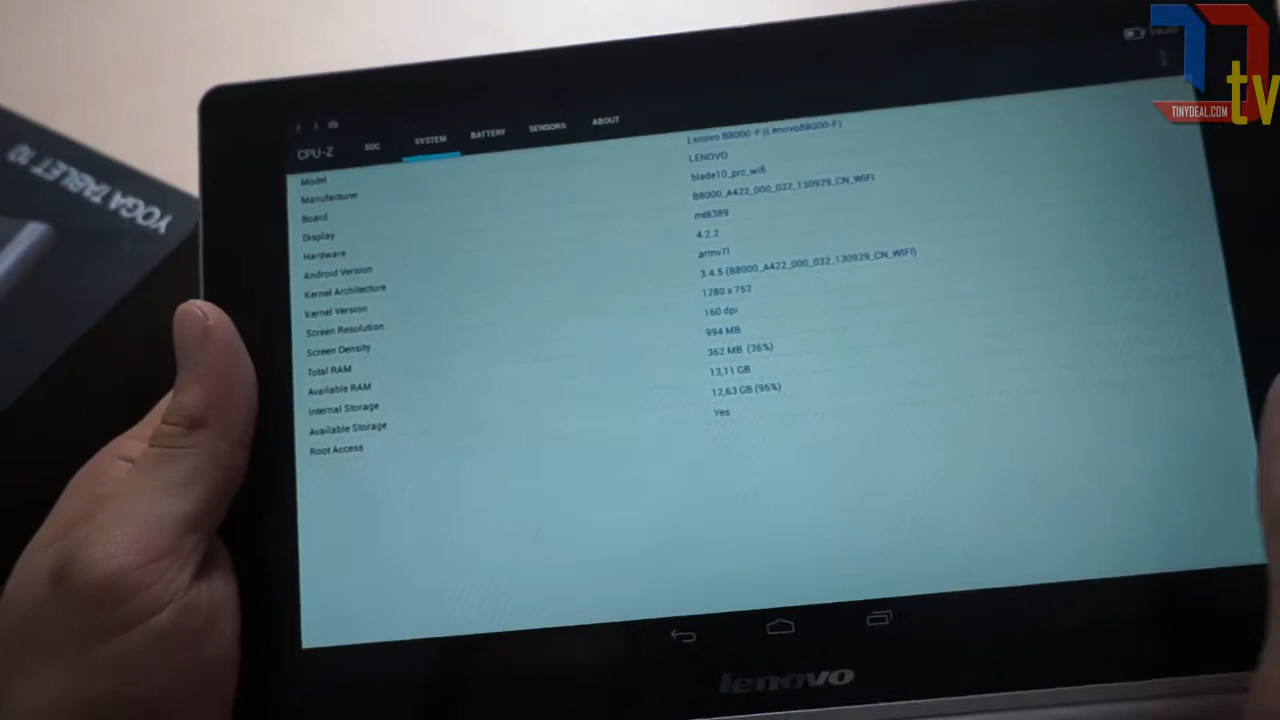 tv
TINYDEAL.COM
YOGA TABLET 10
CPU-Z
SOC
SYSTEM
BATTERY
SENSORS
ABOUT
Model Lenovo B8000-F (LenovoB8000-F)
Manufacturer LENOVO
Board blade10_prc_wifi
Display B8000_A422_000_032_130929_CN_WIFI
Hardware mt8389
Android Version 4.2.2
Kernel Architecture armv7l
Kernel Version 3.4.5 (B8000_A422_000_032_130929_CN_WIFI)
Screen Resolution 1280 x 752
Screen Density 160 dpi
Total RAM 994 MB
Available RAM 362 MB (36%)
Internal Storage 13,11 GB
Available Storage 12,63 GB (96%)
Root Access Yes
lenovo